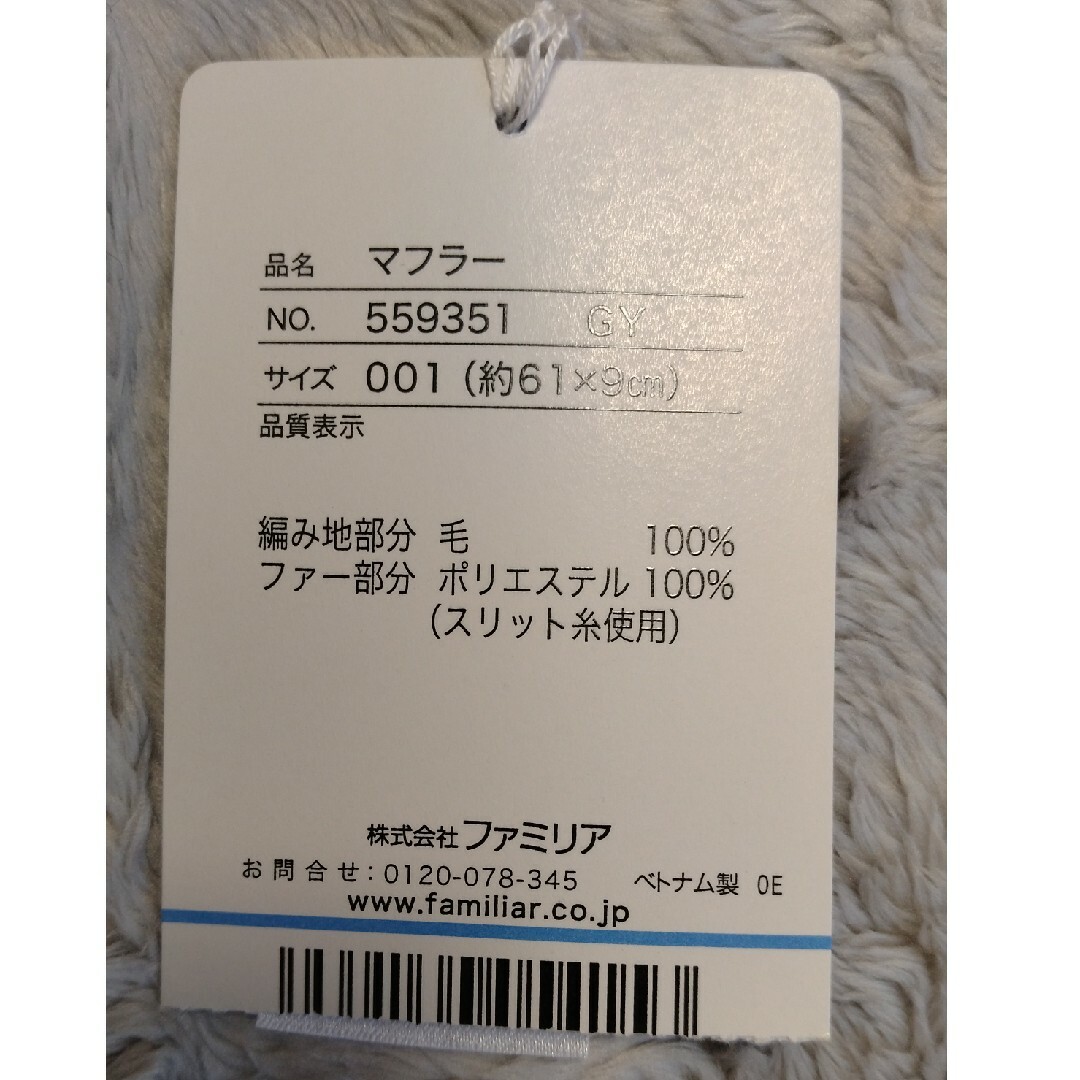 品名 マフラー
NO. 559351 GY
サイズ 001 (約61×9㎝)
品質表示
編み地部分 毛 100%
ファー部分 ポリエステル 100%
(スリット糸使用)
株式会社ファミリア
お問合せ:0120-078-345 ベトナム製 0E
www.familiar.co.jp